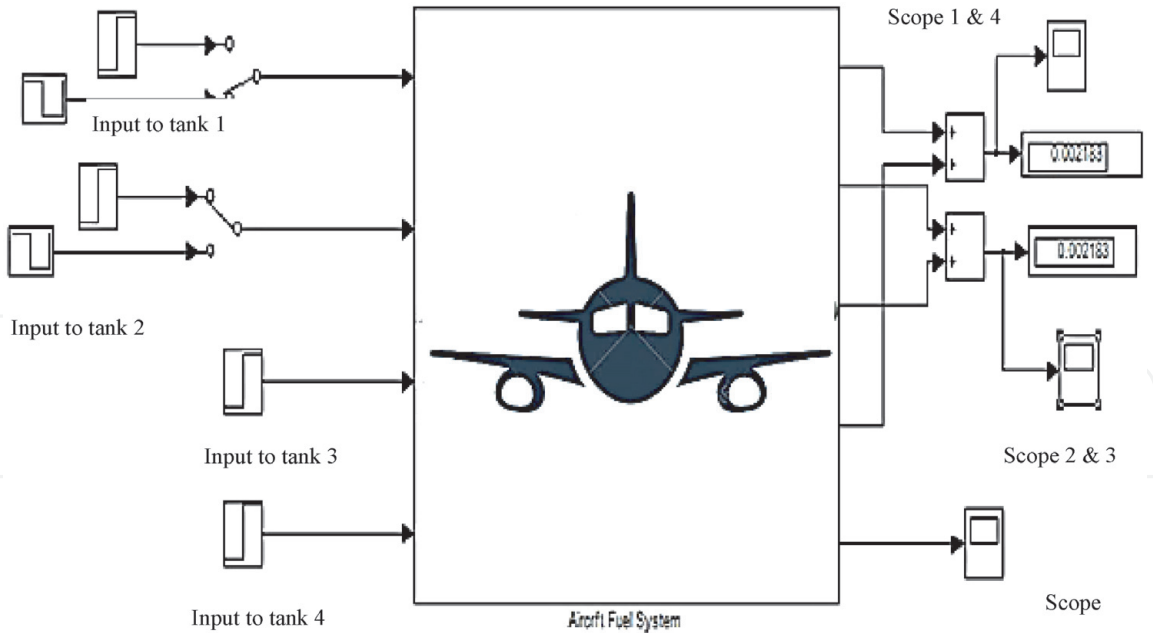 Scope 1 & 4
Input to tank 1
0.002183
0.002183
Input to tank 2
Input to tank 3
Scope 2 & 3
Input to tank 4
Scope
Aircrft Fuel System